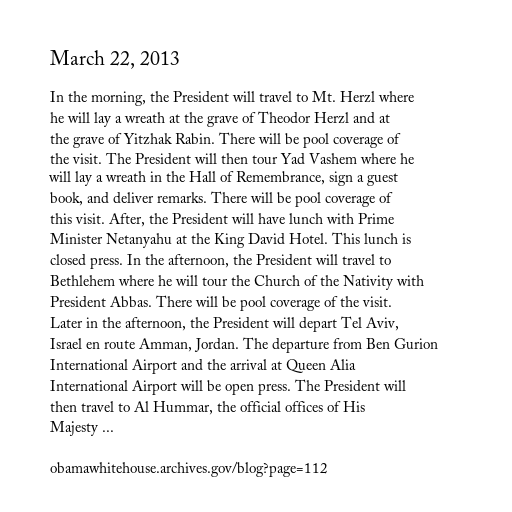 March 22, 2013
In the morning, the President will travel to Mt. Herzl where
he will lay a wreath at the grave of Theodor Herzl and at
the grave of Yitzhak Rabin. There will be pool coverage of
the visit. The President will then tour Yad Vashem where he
will lay a wreath in the Hall of Remembrance, sign a guest
book, and deliver remarks. There will be pool coverage of
this visit. After, the President will have lunch with Prime
Minister Netanyahu at the King David Hotel. This lunch is
closed press. In the afternoon, the President will travel to
Bethlehem where he will tour the Church of the Nativity with
President Abbas. There will be pool coverage of the visit.
Later in the afternoon, the President will depart Tel Aviv,
Israel en route Amman, Jordan. The departure from Ben Gurion
International Airport and the arrival at Queen Alia
International Airport will be open press. The President will
then travel to Al Hummar, the official offices of His
Majesty ...
obamawhitehouse.archives.gov/blog?page=112